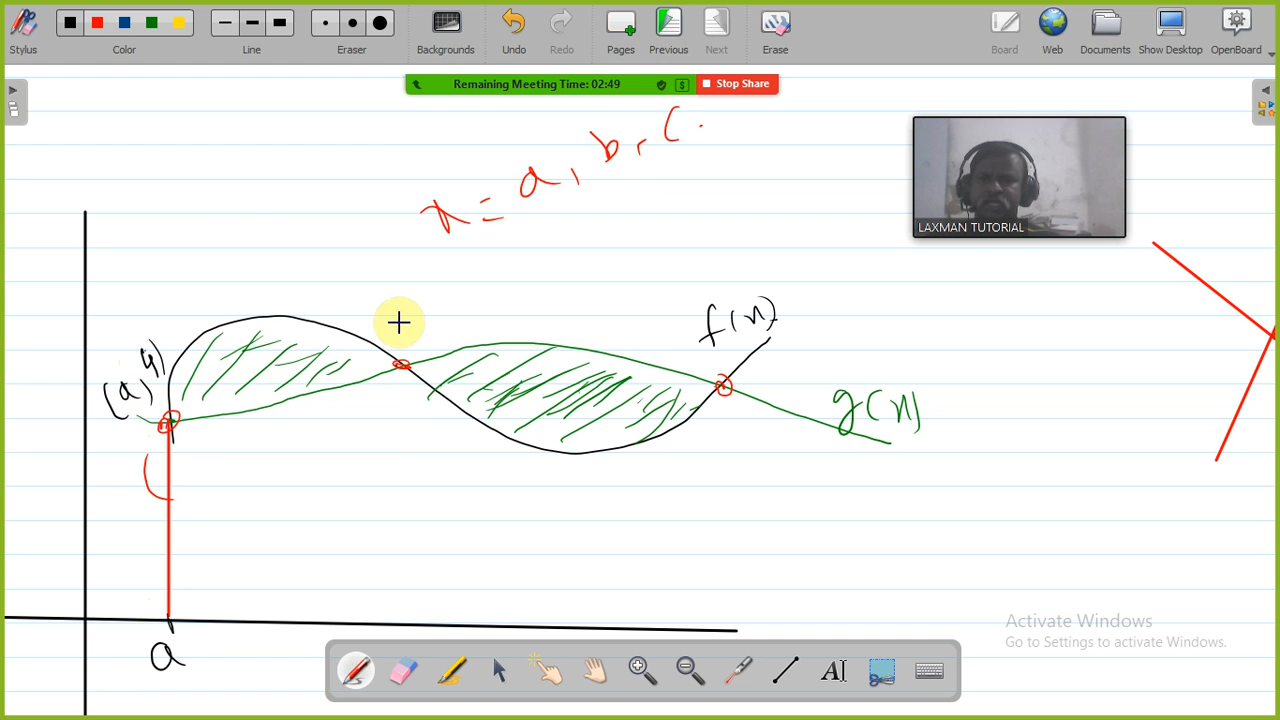 Stylus Color Line Eraser Backgrounds Undo Redo Pages Previous Next Erase Board Web Documents Show Desktop OpenBoard
Remaining Meeting Time: 02:49 Stop Share
x = a, b, c.
LAXMAN TUTORIAL
f(x)
(a, y)
g(x)
a
Activate Windows
Go to Settings to activate Windows.
AI